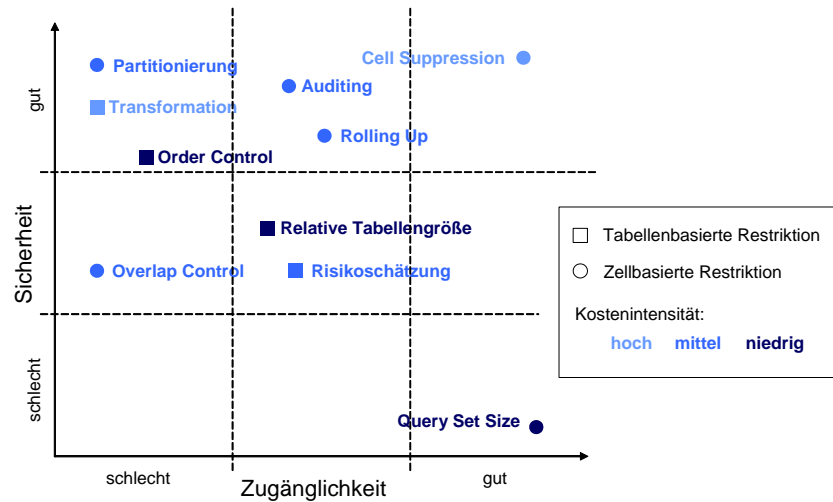 Cell Suppression
Partitionierung
Auditing
Transformation
Rolling Up
Order Control
gut
Relative Tabellengröße
Overlap Control
Risikoschätzung
Sicherheit
Query Set Size
schlecht
schlecht
gut
Zugänglichkeit
Tabellenbasierte Restriktion
Zellbasierte Restriktion
Kostenintensität:
hoch mittel niedrig